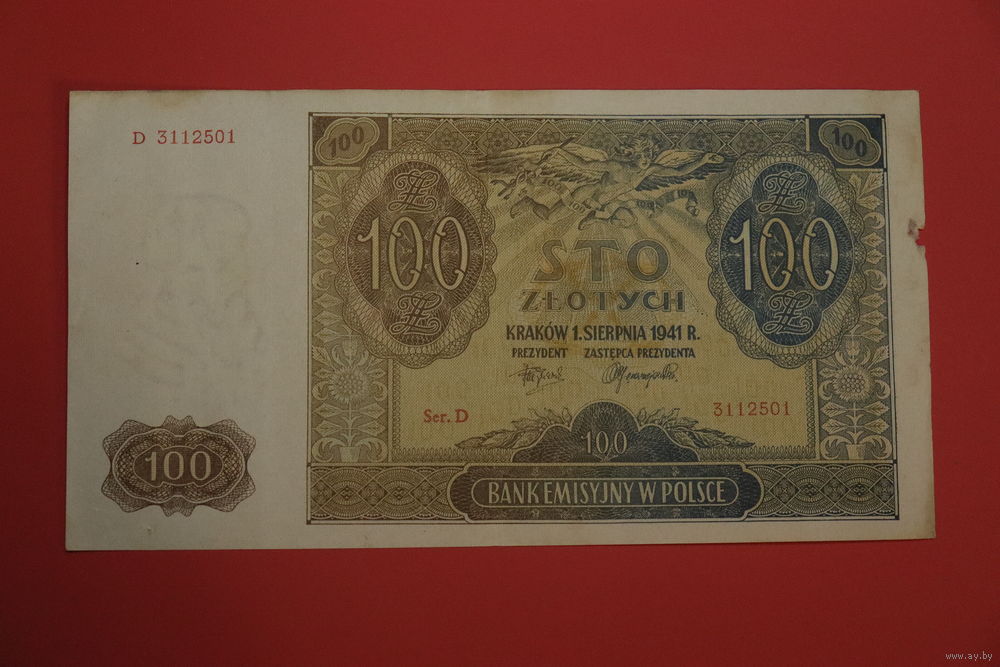 D 3112501
100
100
100
100
STO
ZŁOTYCH
KRAKÓW 1. SIERPNIA 1941 R.
PREZYDENT ZASTĘPCA PREZYDENTA
Ser. D
3112501
100
100
BANK EMISYJNY W POLSCE
www.ay.by